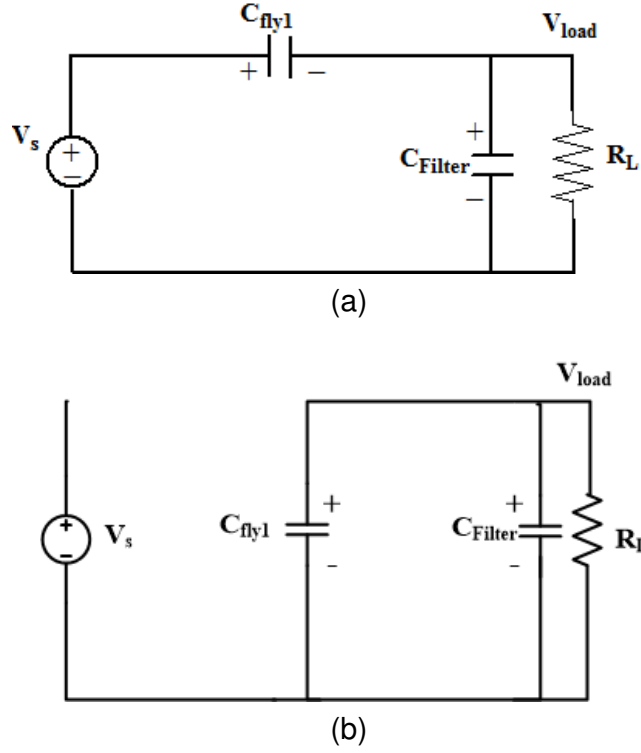 C_fly1
V_load
+ −
V_s
+
−
+
C_Filter
−
R_L
(a)
V_load
+
−
V_s
C_fly1
+
-
C_Filter
+
-
R_L
(b)